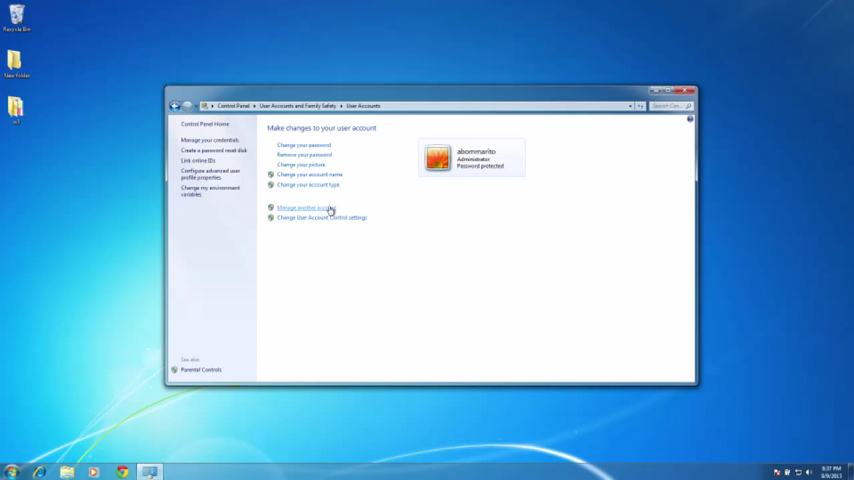 Recycle Bin
New folder
Control Panel
User Accounts and Family Safety
User Accounts
Search Con...
Control Panel Home
Manage your credentials
Create a password reset disk
Link online IDs
Configure advanced user
profile properties
Change my environment
variables
See also
Parental Controls
Make changes to your user account
Change your password
Remove your password
Change your picture
Change your account name
Change your account type
Manage another account
Change User Account Control settings
abommarito
Administrator
Password protected
8:37 PM